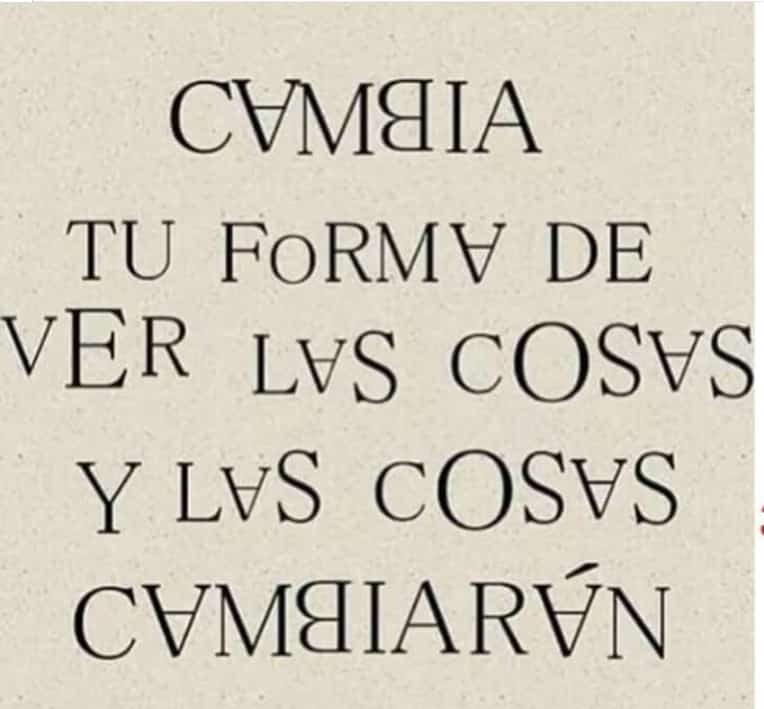 CAMBIA
TU FORMA DE
VER LAS COSAS
Y LAS COSAS
CAMBIARÁN